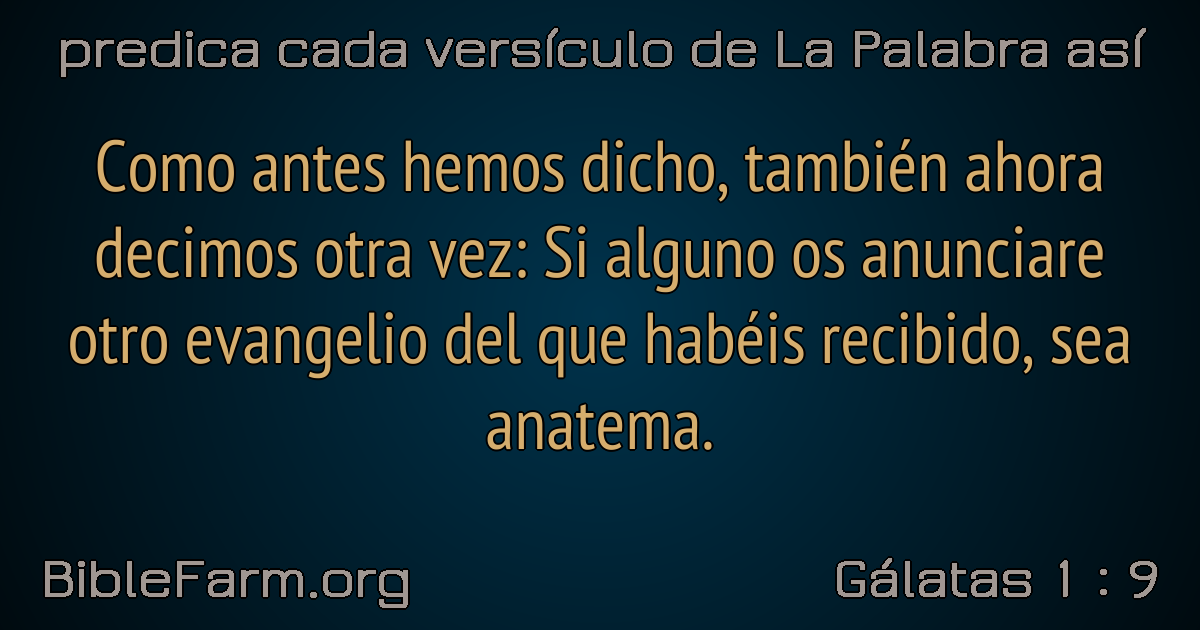 predica cada versículo de La Palabra así
Como antes hemos dicho, también ahora
decimos otra vez: Si alguno os anunciare
otro evangelio del que habéis recibido, sea
anatema.
BibleFarm.org
Gálatas 1 : 9